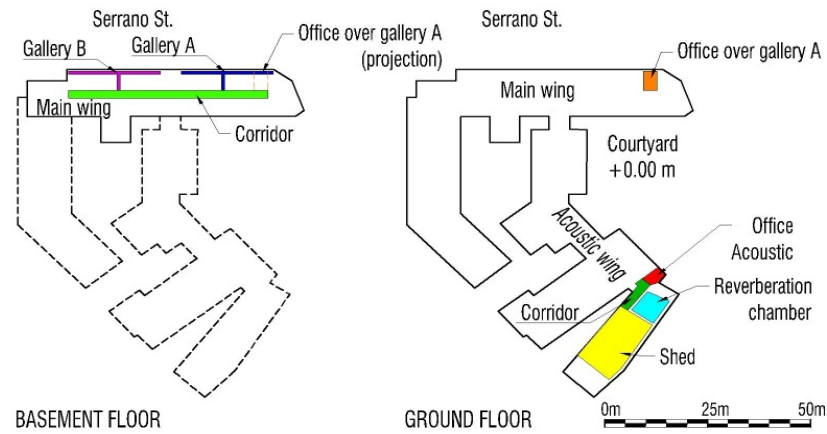 Serrano St.
Gallery B
Gallery A
Office over gallery A
(projection)
Main wing
Corridor
BASEMENT FLOOR
Serrano St.
Office over gallery A
Main wing
Courtyard
+0.00 m
Acoustic wing
Office
Acoustic
Reverberation
chamber
Corridor
Shed
GROUND FLOOR
0m 25m 50m